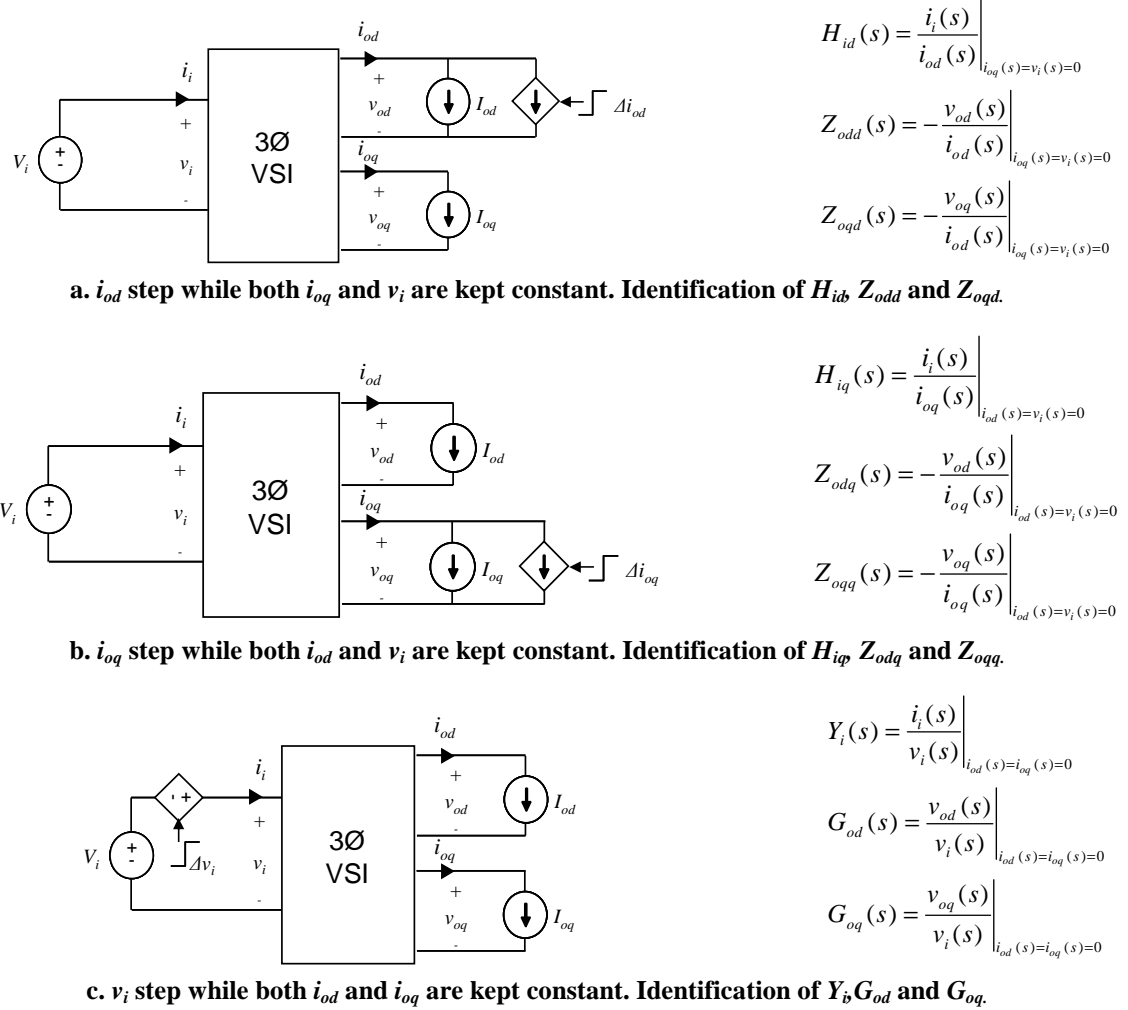 i_od
i_i
+
v_od
-
I_od
Δi_od
V_i
+
-
+
v_i
-
3Ø
VSI
i_oq
+
v_oq
-
I_oq
H_id(s) = i_i(s) / i_od(s) |_{i_oq(s)=v_i(s)=0}
Z_odd(s) = − v_od(s) / i_od(s) |_{i_oq(s)=v_i(s)=0}
Z_oqd(s) = − v_oq(s) / i_od(s) |_{i_oq(s)=v_i(s)=0}
a. i_od step while both i_oq and v_i are kept constant. Identification of H_id, Z_odd and Z_oqd.
i_od
i_i
+
v_od
-
I_od
V_i
+
-
+
v_i
-
3Ø
VSI
i_oq
+
v_oq
-
I_oq
Δi_oq
H_iq(s) = i_i(s) / i_oq(s) |_{i_od(s)=v_i(s)=0}
Z_odq(s) = − v_od(s) / i_oq(s) |_{i_od(s)=v_i(s)=0}
Z_oqq(s) = − v_oq(s) / i_oq(s) |_{i_od(s)=v_i(s)=0}
b. i_oq step while both i_od and v_i are kept constant. Identification of H_iq, Z_odq and Z_oqq.
i_od
i_i
- +
+
v_od
-
I_od
V_i
+
-
Δv_i
+
v_i
-
3Ø
VSI
i_oq
+
v_oq
-
I_oq
Y_i(s) = i_i(s) / v_i(s) |_{i_od(s)=i_oq(s)=0}
G_od(s) = v_od(s) / v_i(s) |_{i_od(s)=i_oq(s)=0}
G_oq(s) = v_oq(s) / v_i(s) |_{i_od(s)=i_oq(s)=0}
c. v_i step while both i_od and i_oq are kept constant. Identification of Y_i, G_od and G_oq.